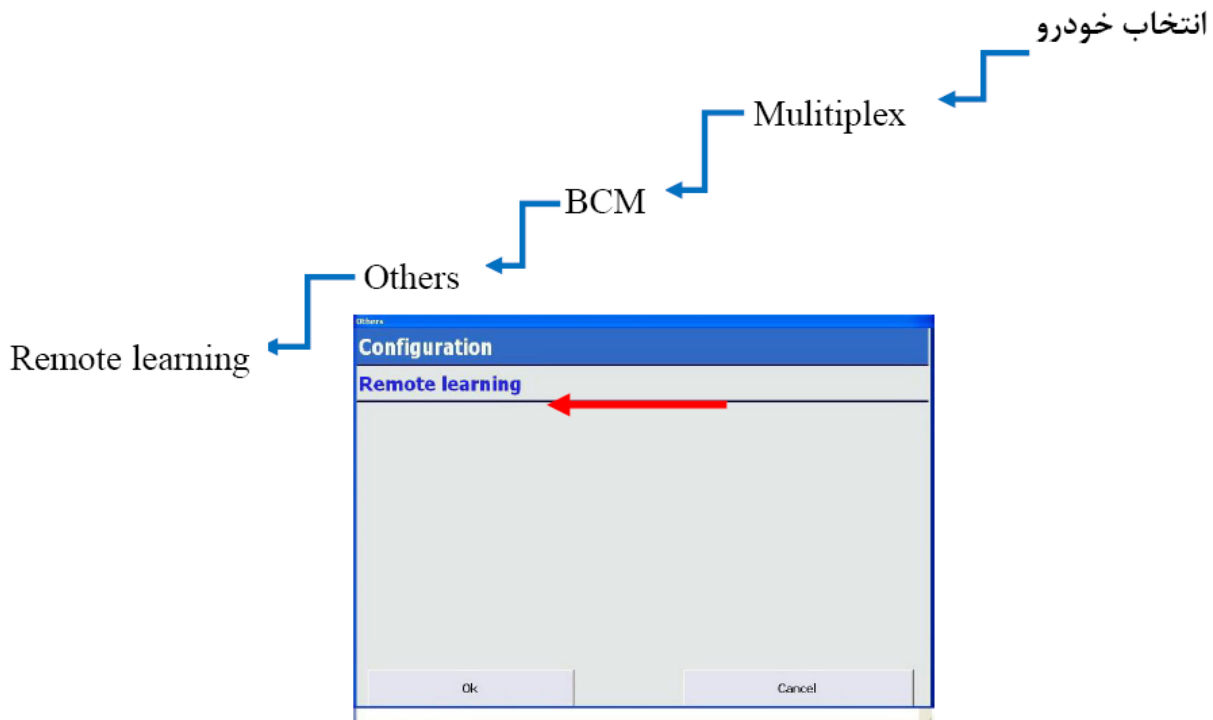 انتخاب خودرو
Mulitiplex
BCM
Others
Remote learning
Others
Configuration
Remote learning
Ok
Cancel